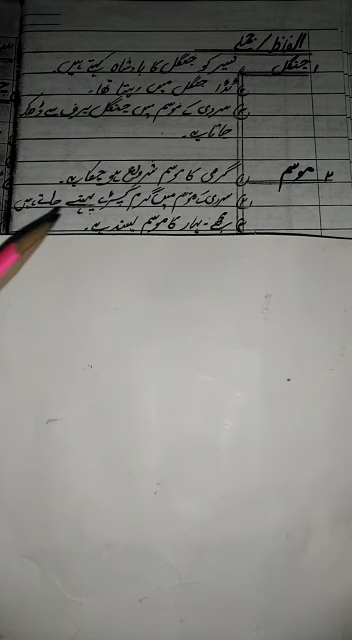 الفاظ / جملے
۱ جنگل (۱) شیر کو جنگل کا بادشاہ کہتے ہیں۔
جنگل میں رہتا تھا۔
سردی کے موسم میں جنگل برف سے ڈھک
جاتا ہے۔
۲ موسم (۱) گرمی کا موسم شروع ہو چکا ہے۔
سردی کے موسم میں گرم کپڑے پہنے جاتے ہیں
مجھے بہار کا موسم پسند ہے۔